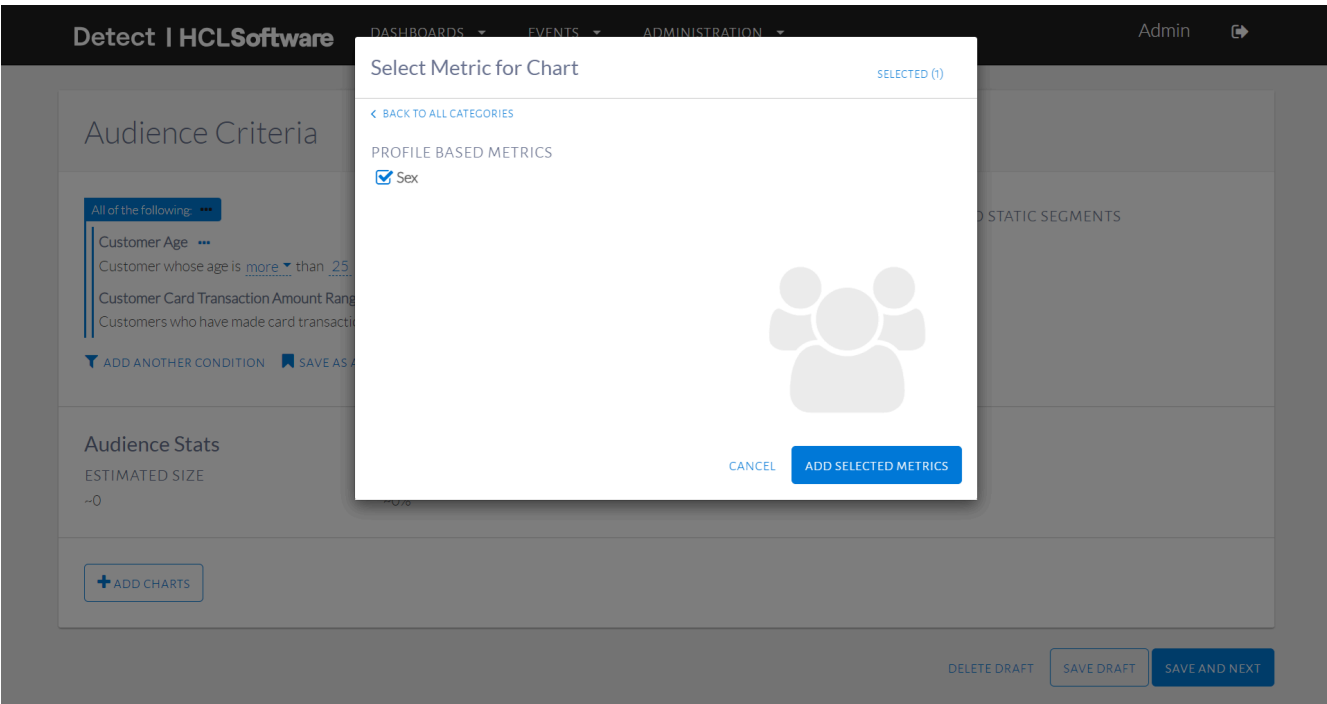 Detect | HCLSoftware
DASHBOARDS EVENTS ADMINISTRATION
Admin
Select Metric for Chart
SELECTED (1)
BACK TO ALL CATEGORIES
PROFILE BASED METRICS
Sex
CANCEL
ADD SELECTED METRICS
Audience Criteria
All of the following: •••
Customer Age •••
Customer whose age is more than 25
Customer Card Transaction Amount Rang
Customers who have made card transacti
ADD ANOTHER CONDITION SAVE AS A
STATIC SEGMENTS
Audience Stats
ESTIMATED SIZE
~0
~0%
ADD CHARTS
DELETE DRAFT
SAVE DRAFT
SAVE AND NEXT